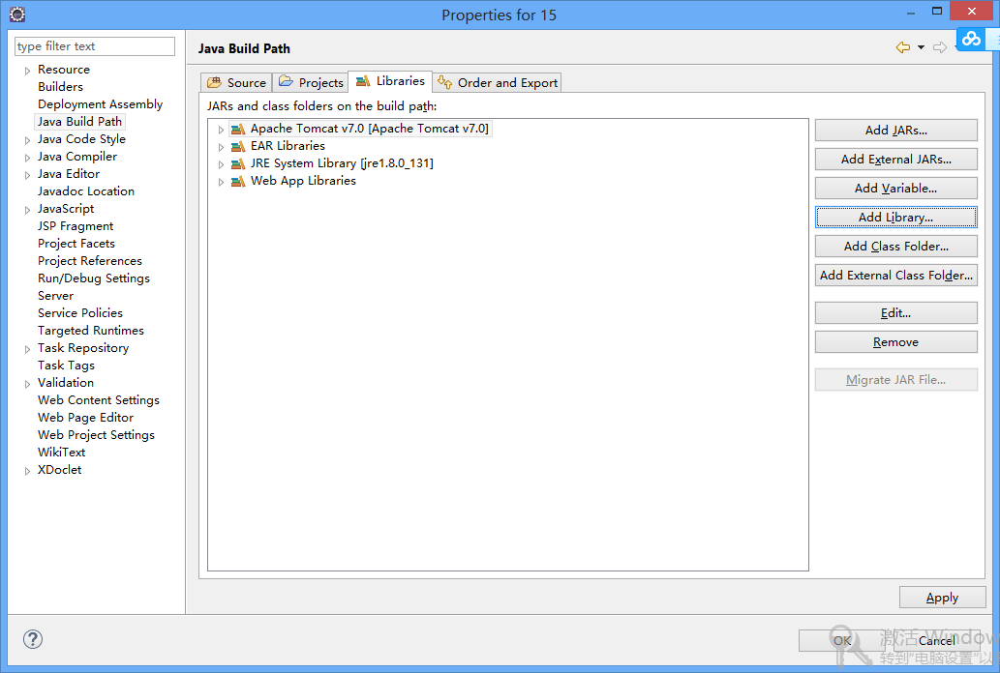 Properties for 15
type filter text
Resource
Builders
Deployment Assembly
Java Build Path
Java Code Style
Java Compiler
Java Editor
Javadoc Location
JavaScript
JSP Fragment
Project Facets
Project References
Run/Debug Settings
Server
Service Policies
Targeted Runtimes
Task Repository
Task Tags
Validation
Web Content Settings
Web Page Editor
Web Project Settings
WikiText
XDoclet
Java Build Path
Source Projects Libraries Order and Export
JARs and class folders on the build path:
Apache Tomcat v7.0 [Apache Tomcat v7.0]
EAR Libraries
JRE System Library [jre1.8.0_131]
Web App Libraries
Add JARs...
Add External JARs...
Add Variable...
Add Library...
Add Class Folder...
Add External Class Folder...
Edit...
Remove
Migrate JAR File...
Apply
OK
Cancel
激活 Window
转到"电脑设置"以